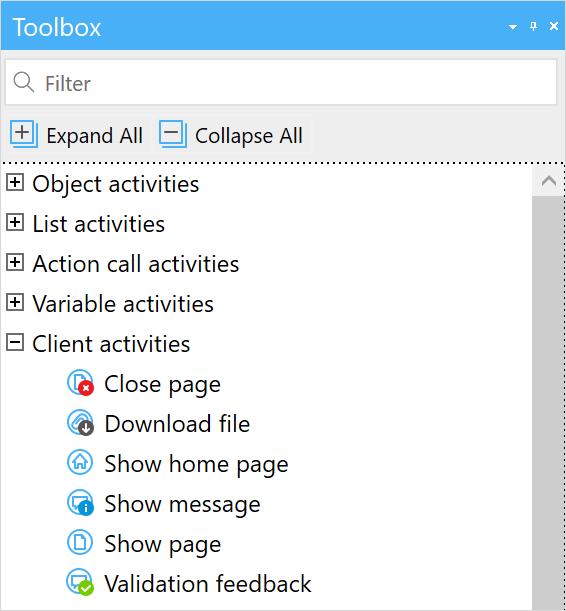 Toolbox
Filter
Expand All Collapse All
Object activities
List activities
Action call activities
Variable activities
Client activities
Close page
Download file
Show home page
Show message
Show page
Validation feedback